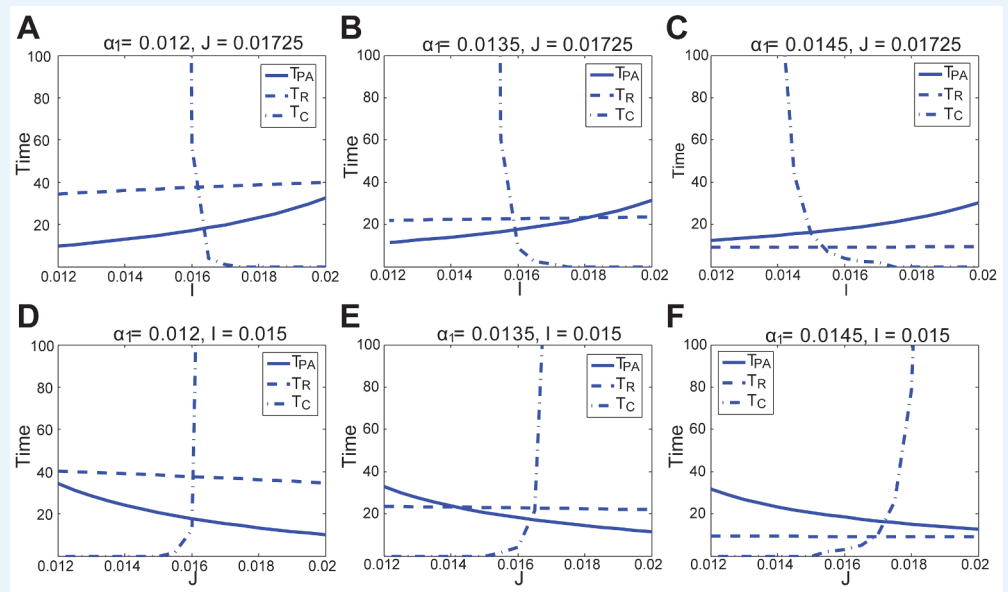 A
α1= 0.012, J = 0.01725
100
80
60
40
20
Time
TPA
TR
TC
0.012
0.014
0.016
0.018
0.02
I
B
α1= 0.0135, J = 0.01725
100
80
60
40
20
Time
TPA
TR
TC
0.012
0.014
0.016
0.018
0.02
I
C
α1= 0.0145, J = 0.01725
100
80
60
40
20
Time
TPA
TR
TC
0.012
0.014
0.016
0.018
0.02
I
D
α1= 0.012, I = 0.015
100
80
60
40
20
Time
TPA
TR
TC
0.012
0.014
0.016
0.018
0.02
J
E
α1= 0.0135, I = 0.015
100
80
60
40
20
Time
TPA
TR
TC
0.012
0.014
0.016
0.018
0.02
J
F
α1= 0.0145, I = 0.015
100
80
60
40
20
Time
TPA
TR
TC
0.012
0.014
0.016
0.018
0.02
J